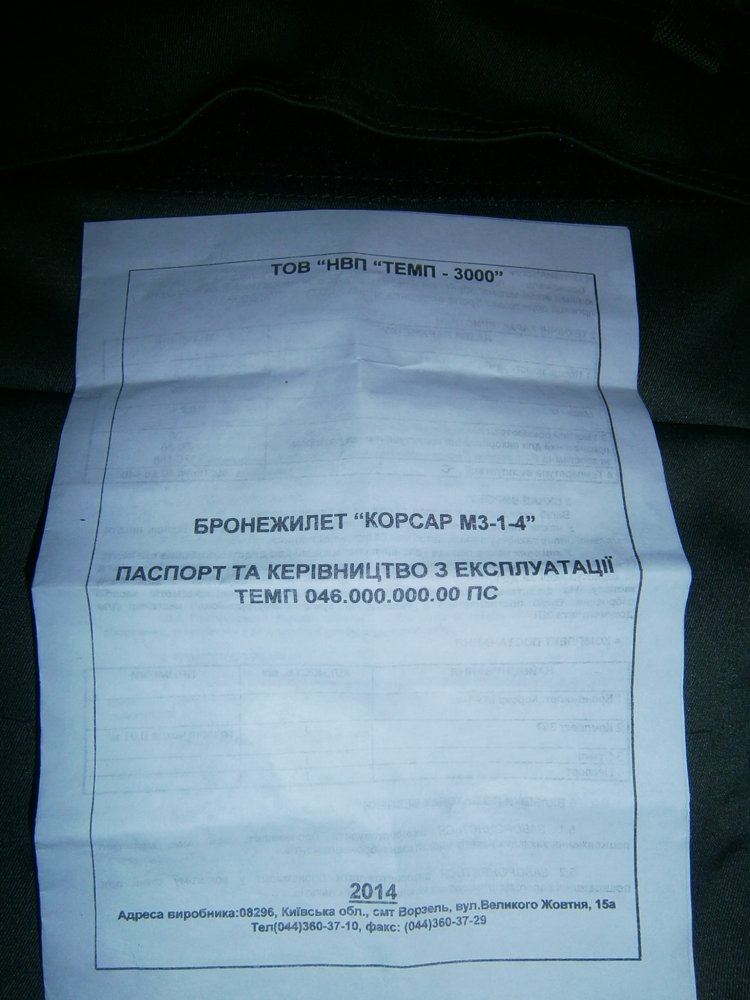 ТОВ “НВП “ТЕМП - 3000”
БРОНЕЖИЛЕТ “КОРСАР М3-1-4”
ПАСПОРТ ТА КЕРІВНИЦТВО З ЕКСПЛУАТАЦІЇ
ТЕМП 046.000.000.00 ПС
2014
Адреса виробника:08296, Київська обл., смт Ворзель, вул.Великого Жовтня, 15а
Тел(044)360-37-10, факс: (044)360-37-29